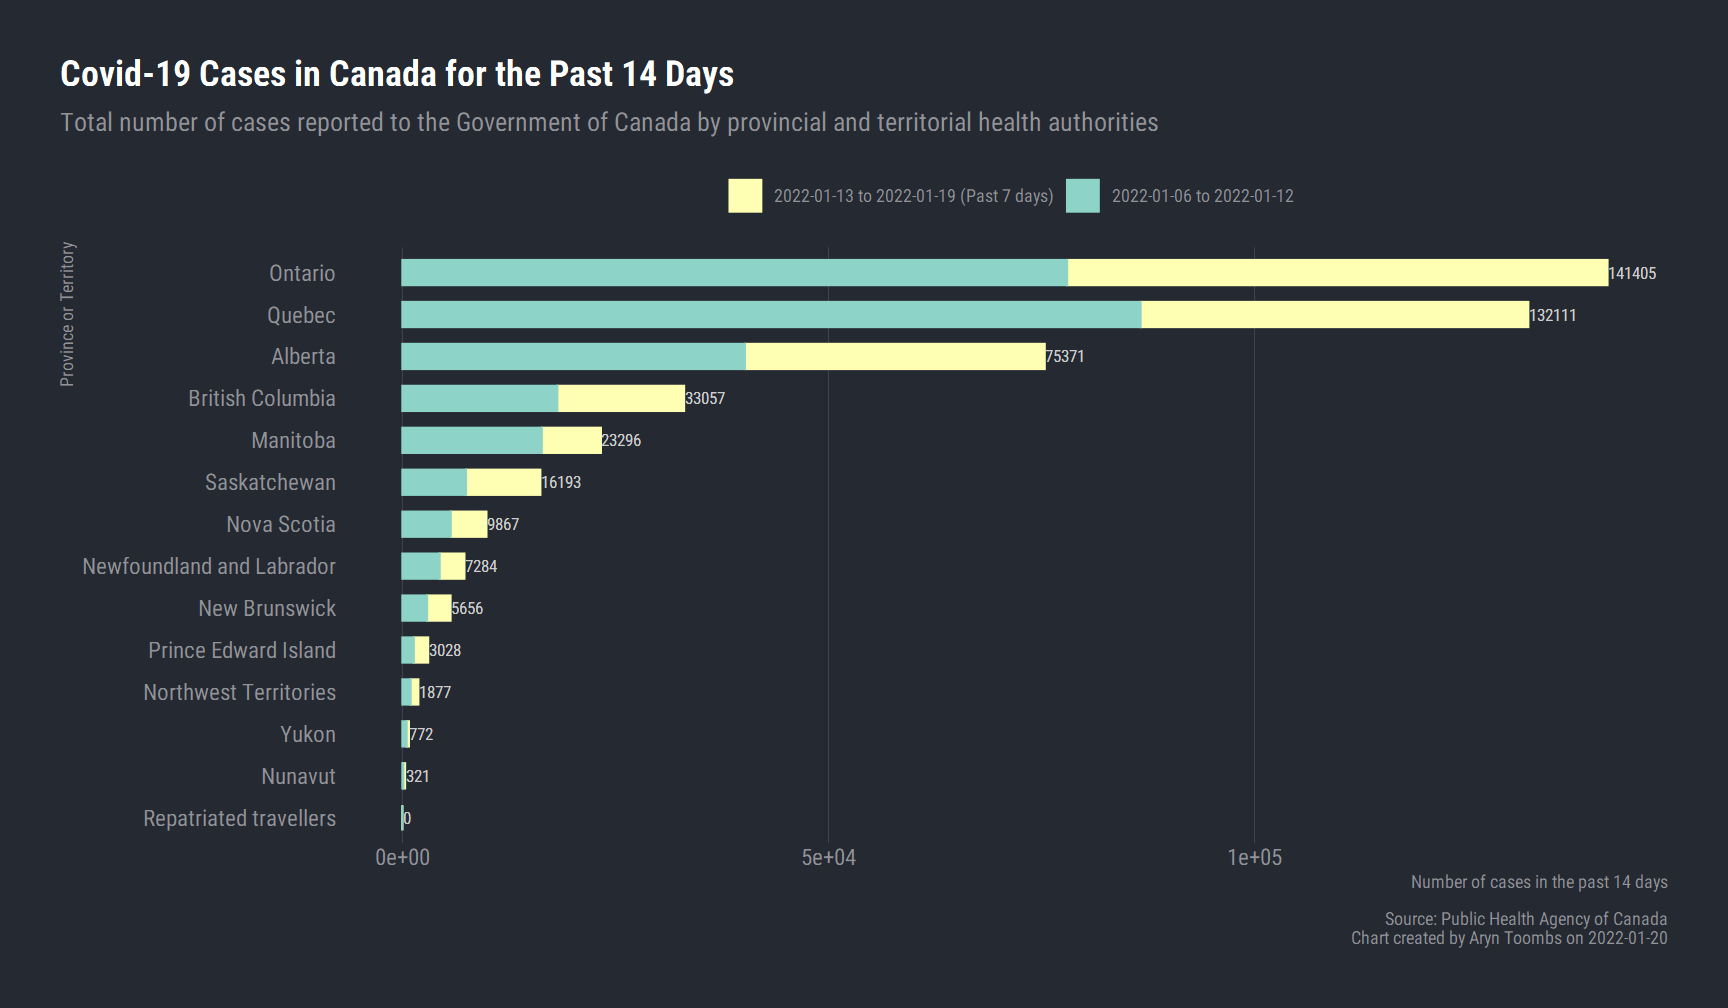 Covid-19 Cases in Canada for the Past 14 Days
Total number of cases reported to the Government of Canada by provincial and territorial health authorities
2022-01-13 to 2022-01-19 (Past 7 days)
2022-01-06 to 2022-01-12
Province or Territory
Ontario 141405
Quebec 132111
Alberta 75371
British Columbia 33057
Manitoba 23296
Saskatchewan 16193
Nova Scotia 9867
Newfoundland and Labrador 7284
New Brunswick 5656
Prince Edward Island 3028
Northwest Territories 1877
Yukon 772
Nunavut 321
Repatriated travellers 0
0e+00 5e+04 1e+05
Number of cases in the past 14 days
Source: Public Health Agency of Canada
Chart created by Aryn Toombs on 2022-01-20